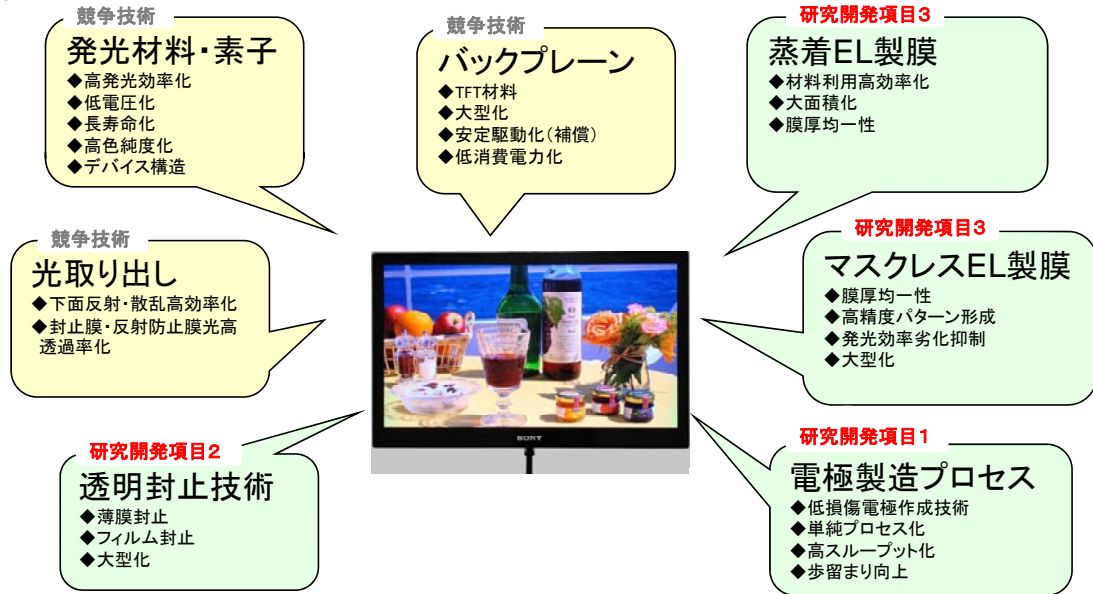 競争技術
発光材料・素子
◆高発光効率化
◆低電圧化
◆長寿命化
◆高色純度化
◆デバイス構造
競争技術
バックプレーン
◆TFT材料
◆大型化
◆安定駆動化(補償)
◆低消費電力化
研究開発項目3
蒸着EL製膜
◆材料利用高効率化
◆大面積化
◆膜厚均一性
競争技術
光取り出し
◆下面反射・散乱高効率化
◆封止膜・反射防止膜光高
透過率化
研究開発項目3
マスクレスEL製膜
◆膜厚均一性
◆高精度パターン形成
◆発光効率劣化抑制
◆大型化
SONY
研究開発項目2
透明封止技術
◆薄膜封止
◆フィルム封止
◆大型化
研究開発項目1
電極製造プロセス
◆低損傷電極作成技術
◆単純プロセス化
◆高スループット化
◆歩留まり向上